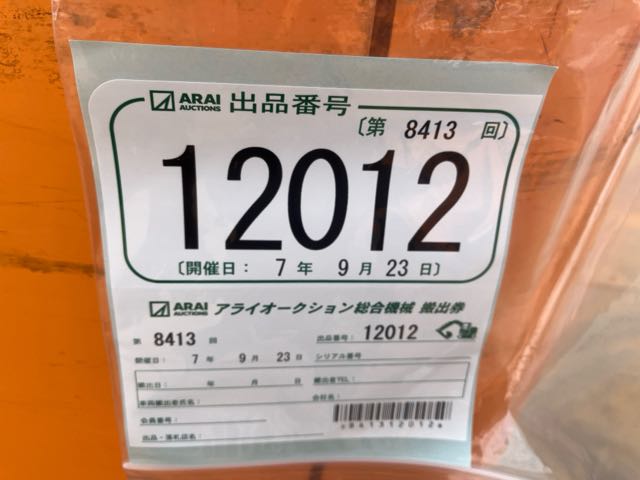 ARAI AUCTIONS 出品番号
〔第 8413 回〕
12012
〔開催日： 7 年 9 月 23 日〕
ARAI AUCTIONS アライオークション総合機械 搬出券
第 8413 回 出品番号： 12012
開催日： 7 年 9 月 23 日 シリアル番号
搬出日： 年 月 日 搬出者TEL：
車両搬出者氏名： 会社名：
会員番号：
出品・落札店名：
a841312012a